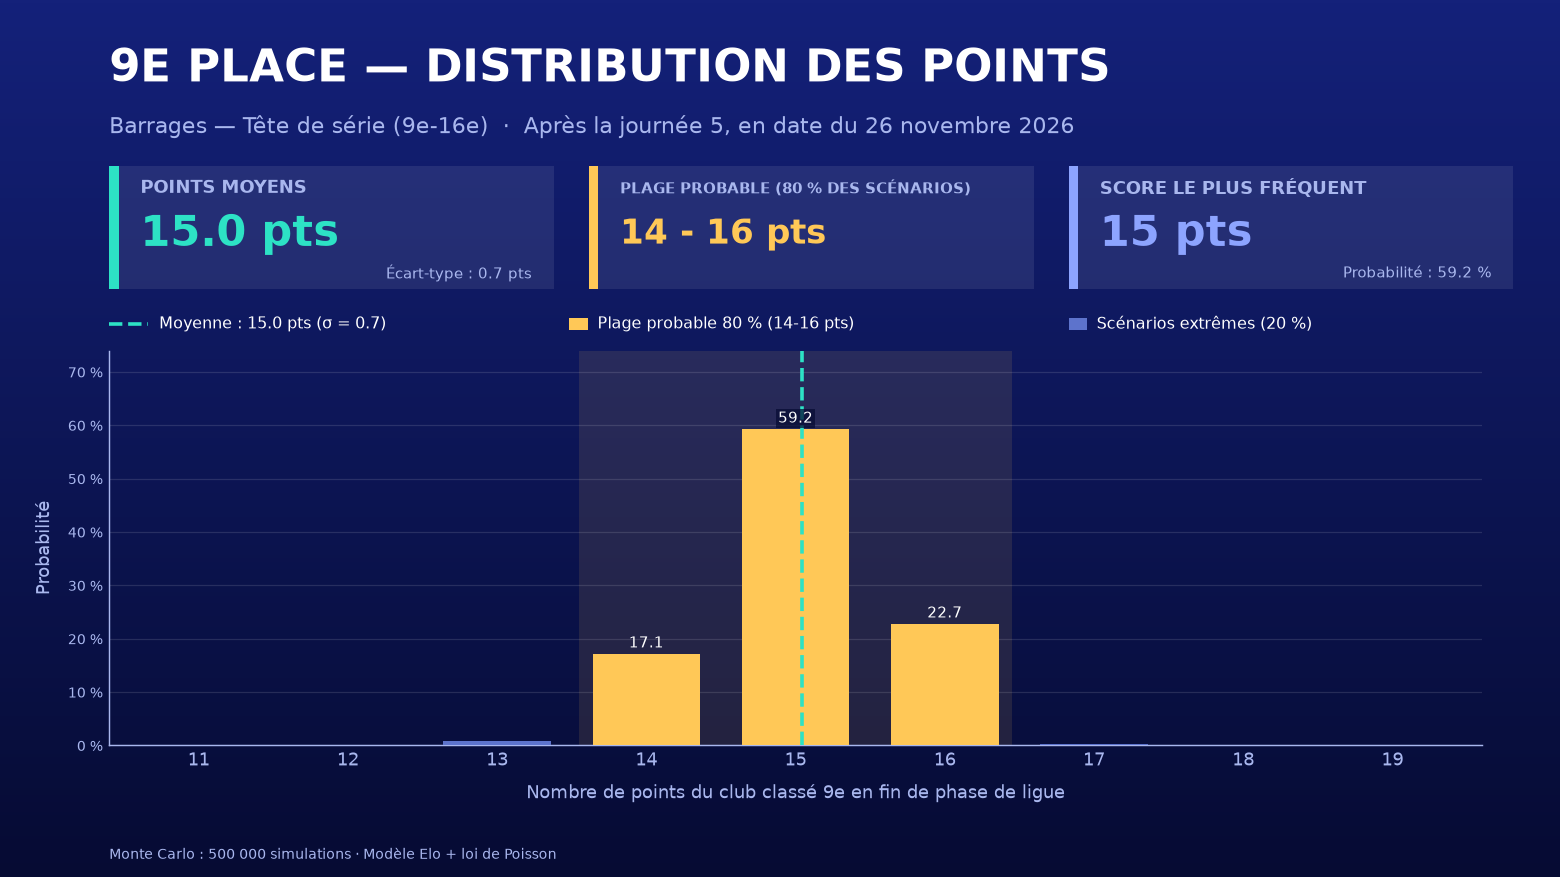 9E PLACE — DISTRIBUTION DES POINTS
Barrages — Tête de série (9e-16e) · Après la journée 5, en date du 26 novembre 2026
POINTS MOYENS
15.0 pts
Écart-type : 0.7 pts
PLAGE PROBABLE (80 % DES SCÉNARIOS)
14 - 16 pts
SCORE LE PLUS FRÉQUENT
15 pts
Probabilité : 59.2 %
Moyenne : 15.0 pts (σ = 0.7)
Plage probable 80 % (14-16 pts)
Scénarios extrêmes (20 %)
Probabilité
70 %
60 %
50 %
40 %
30 %
20 %
10 %
0 %
17.1
59.2
22.7
11 12 13 14 15 16 17 18 19
Nombre de points du club classé 9e en fin de phase de ligue
Monte Carlo : 500 000 simulations · Modèle Elo + loi de Poisson